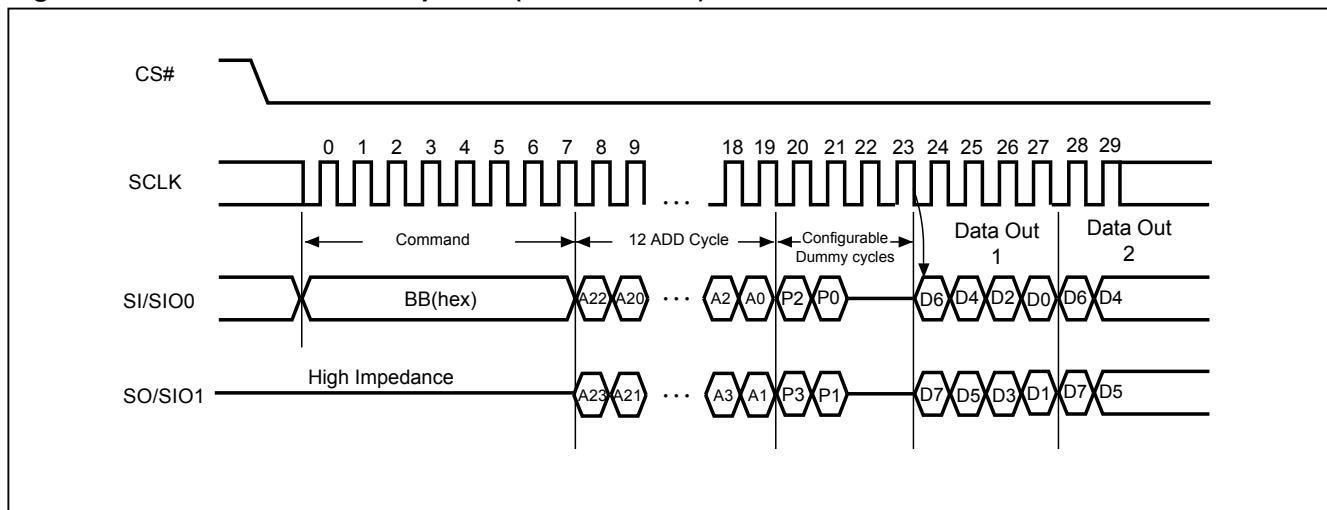 CS#
0 1 2 3 4 5 6 7 8 9 18 19 20 21 22 23 24 25 26 27 28 29
SCLK
...
Command
12 ADD Cycle
Configurable
Dummy cycles
Data Out
1
Data Out
2
SI/SIO0
BB(hex)
A22 A20 ... A2 A0 P2 P0 D6 D4 D2 D0 D6 D4
High Impedance
SO/SIO1
A23 A21 ... A3 A1 P3 P1 D7 D5 D3 D1 D7 D5